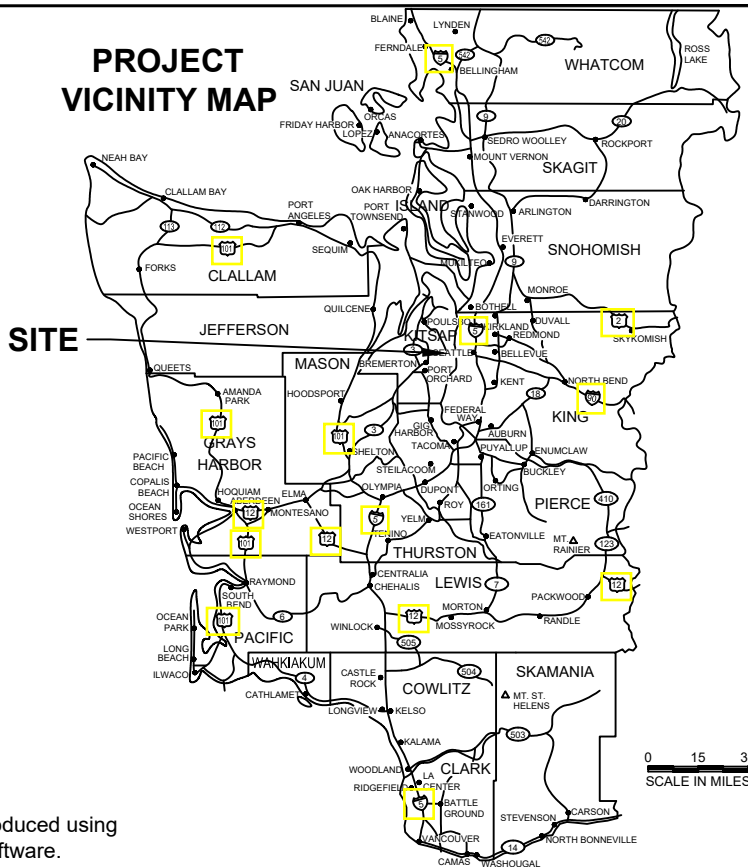 PROJECT
VICINITY MAP
BLAINE
LYNDEN
FERNDALE
542
542
5
BELLINGHAM
WHATCOM
ROSS
LAKE
SAN JUAN
ORCAS
FRIDAY HARBOR
LOPEZ
ANACORTES
9
20
SEDRO WOOLLEY
ROCKPORT
MOUNT VERNON
SKAGIT
NEAH BAY
CLALLAM BAY
OAK HARBOR
ISLAND
DARRINGTON
PORT
ANGELES
PORT
TOWNSEND
STANWOOD
ARLINGTON
113
112
101
EVERETT
SNOHOMISH
SEQUIM
MUKILTEO
9
FORKS
CLALLAM
MONROE
QUILCENE
BOTHELL
2
JEFFERSON
POULSBO
5
KIRKLAND
DUVALL
SKYKOMISH
SITE
KITSAP
REDMOND
3
SEATTLE
BELLEVUE
MASON
BREMERTON
QUEETS
PORT
ORCHARD
KENT
NORTH BEND
HOODSPORT
18
90
AMANDA
PARK
FEDERAL
WAY
KING
101
101
3
GIG
HARBOR
AUBURN
GRAYS
HARBOR
SHELTON
TACOMA
PUYALLUP
ENUMCLAW
PACIFIC
BEACH
STEILACOOM
BUCKLEY
COPALIS
BEACH
OLYMPIA
DUPONT
ORTING
HOQUIAM
ABERDEEN
ELMA
ROY
PIERCE
410
OCEAN
SHORES
112
MONTESANO
5
YELM
161
WESTPORT
101
12
TENINO
EATONVILLE
MT.
RAINIER
123
THURSTON
CENTRALIA
CHEHALIS
LEWIS
7
12
RAYMOND
SOUTH
BEND
PACKWOOD
MORTON
OCEAN
PARK
101
6
12
MOSSYROCK
RANDLE
PACIFIC
WINLOCK
505
LONG
BEACH
WAHKIAKUM
ILWACO
4
CASTLE
ROCK
504
SKAMANIA
CATHLAMET
COWLITZ
MT. ST.
HELENS
LONGVIEW
KELSO
503
KALAMA
0 15 3
SCALE IN MILES
WOODLAND
LA
CENTER
CLARK
RIDGEFIELD
5
BATTLE
GROUND
CARSON
STEVENSON
oduced using
ftware.
VANCOUVER
14
NORTH BONNEVILLE
CAMAS
WASHOUGAL